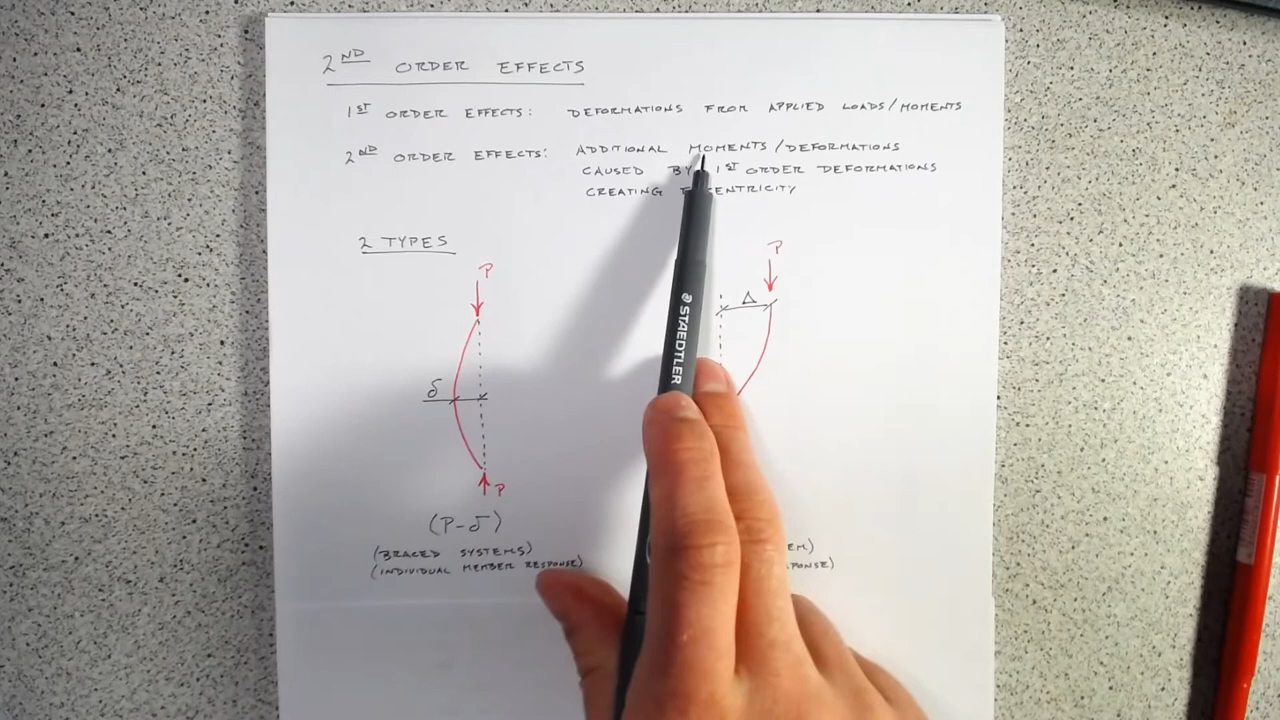 2ND ORDER EFFECTS
1ST ORDER EFFECTS: DEFORMATIONS FROM APPLIED LOADS/MOMENTS
2ND ORDER EFFECTS: ADDITIONAL MOMENTS/DEFORMATIONS
CAUSED BY 1ST ORDER DEFORMATIONS
CREATING
2 TYPES
P
δ
P
(P-δ)
(BRACED SYSTEMS)
(INDIVIDUAL MEMBER RESPONSE)
P
Δ
STAEDTLER